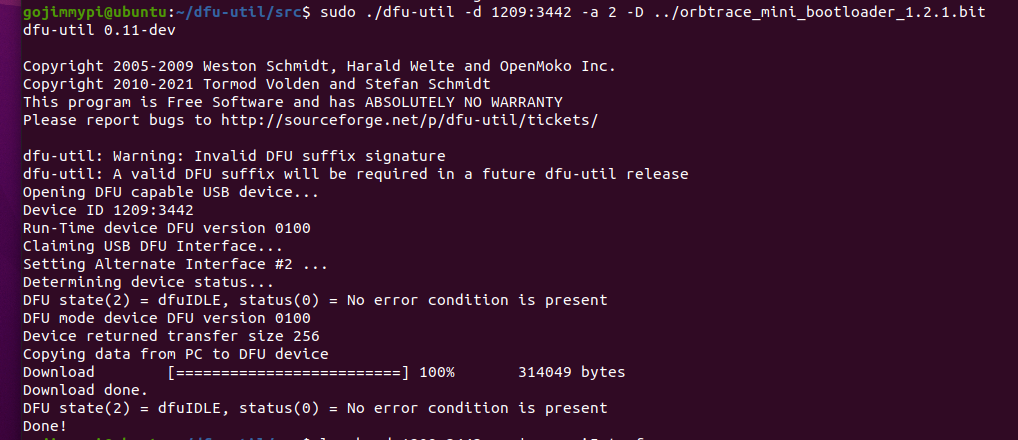 gojimmypi@ubuntu:~/dfu-util/src$ sudo ./dfu-util -d 1209:3442 -a 2 -D ../orbtrace_mini_bootloader_1.2.1.bit
dfu-util 0.11-dev
Copyright 2005-2009 Weston Schmidt, Harald Welte and OpenMoko Inc.
Copyright 2010-2021 Tormod Volden and Stefan Schmidt
This program is Free Software and has ABSOLUTELY NO WARRANTY
Please report bugs to http://sourceforge.net/p/dfu-util/tickets/
dfu-util: Warning: Invalid DFU suffix signature
dfu-util: A valid DFU suffix will be required in a future dfu-util release
Opening DFU capable USB device...
Device ID 1209:3442
Run-Time device DFU version 0100
Claiming USB DFU Interface...
Setting Alternate Interface #2 ...
Determining device status...
DFU state(2) = dfuIDLE, status(0) = No error condition is present
DFU mode device DFU version 0100
Device returned transfer size 256
Copying data from PC to DFU device
Download        [=========================] 100%       314049 bytes
Download done.
DFU state(2) = dfuIDLE, status(0) = No error condition is present
Done!